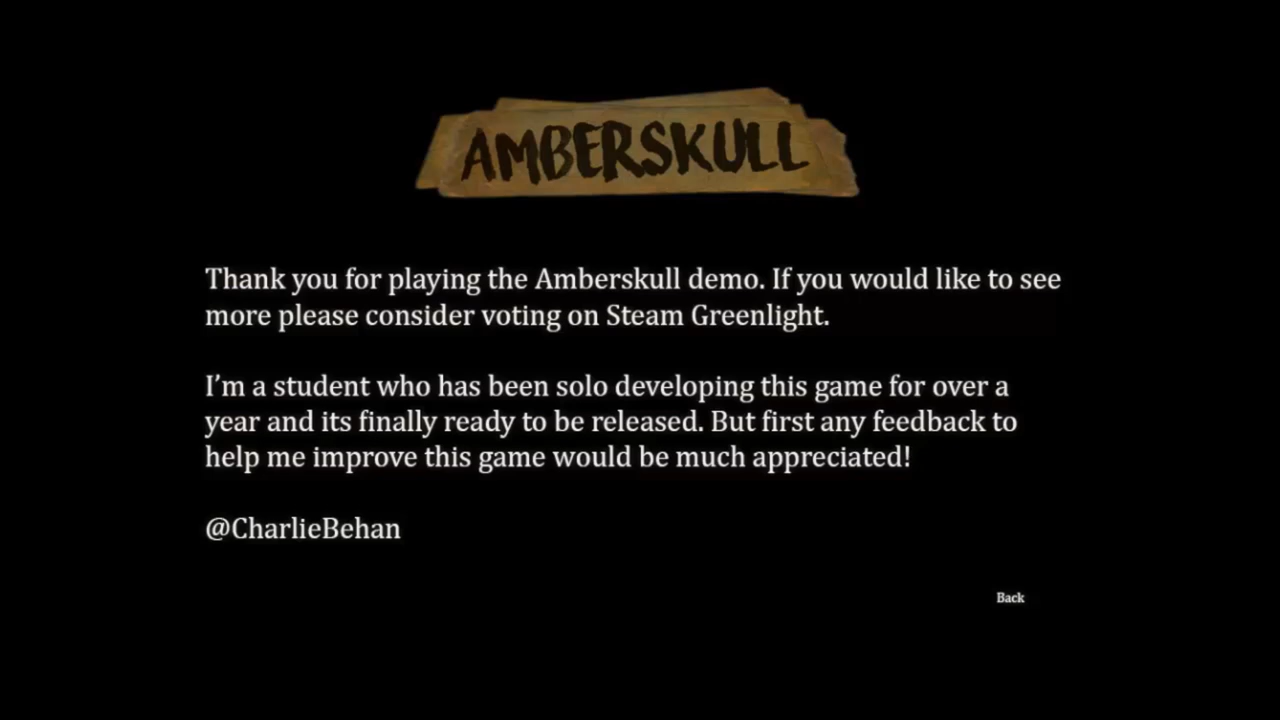 AMBERSKULL
Thank you for playing the Amberskull demo. If you would like to see
more please consider voting on Steam Greenlight.
I’m a student who has been solo developing this game for over a
year and its finally ready to be released. But first any feedback to
help me improve this game would be much appreciated!
@CharlieBehan
Back